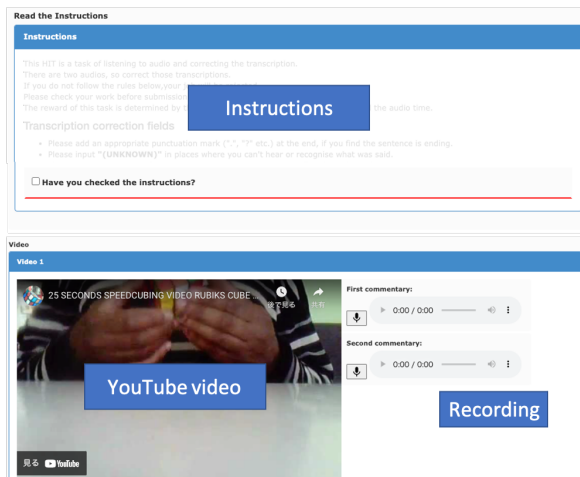 Read the Instructions
Instructions
This HIT is a task of listening to audio and correcting the transcription.
There are two audios, so correct those transcriptions.
If you do not follow the rules below,your
Please check your work before submission
The reward of this task is determined by the audio time.
Instructions
Transcription correction fields
• Please add an appropriate punctuation mark (".", "?" etc.) at the end, if you find the sentence is ending.
• Please input "(UNKNOWN)" in places where you can't hear or recognise what was said.
Have you checked the instructions?
Video
Video 1
25 SECONDS SPEEDCUBING VIDEO RUBIKS CUBE ...
後で見る
共有
YouTube video
見る YouTube
First commentary:
0:00 / 0:00
Second commentary:
0:00 / 0:00
Recording